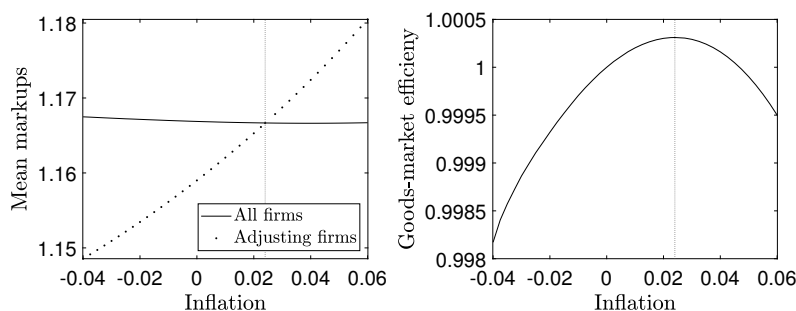 1.18
1.17
1.16
1.15
Mean markups
-0.04 -0.02 0 0.02 0.04 0.06
Inflation
All firms
Adjusting firms
1.0005
1
0.9995
0.999
0.9985
0.998
Goods-market efficieny
-0.04 -0.02 0 0.02 0.04 0.06
Inflation